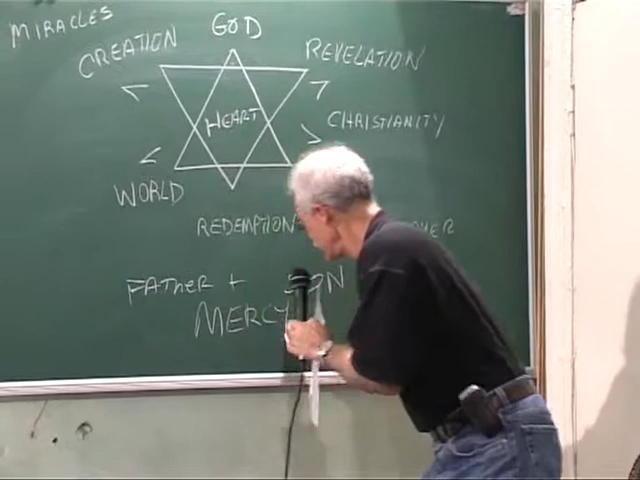 MIRACLES
GOD
CREATION
REVELATION
HEART
CHRISTIANITY
WORLD
REDEMPTION
FATHER + SON
MERCY